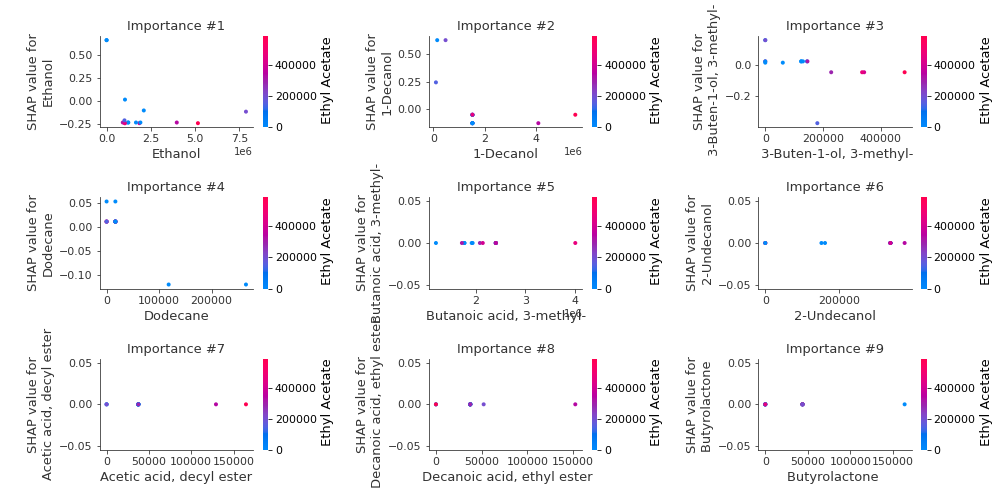 Importance #1
Importance #2
Importance #3
SHAP value for
Ethanol
0.50
0.25
0.00
−0.25
0.0
2.5
5.0
7.5
1e6
Ethanol
400000
200000
0
Ethyl Acetate
SHAP value for
1-Decanol
0.50
0.25
0.00
0
2
4
1e6
1-Decanol
400000
200000
0
Ethyl Acetate
SHAP value for
3-Buten-1-ol, 3-methyl-
0.0
−0.2
0
200000
400000
3-Buten-1-ol, 3-methyl-
400000
200000
0
Ethyl Acetate
Importance #4
Importance #5
Importance #6
SHAP value for
Dodecane
0.05
0.00
−0.05
−0.10
0
100000
200000
Dodecane
400000
200000
0
Ethyl Acetate
SHAP value for
Butanoic acid, 3-methyl-
0.05
0.00
−0.05
2
3
4
1e6
Butanoic acid, 3-methyl-
400000
200000
0
Ethyl Acetate
SHAP value for
2-Undecanol
0.05
0.00
−0.05
0
200000
2-Undecanol
400000
200000
0
Ethyl Acetate
Importance #7
Importance #8
Importance #9
SHAP value for
Acetic acid, decyl ester
0.05
0.00
−0.05
0
50000
100000
150000
Acetic acid, decyl ester
400000
200000
0
Ethyl Acetate
SHAP value for
Decanoic acid, ethyl ester
0.05
0.00
−0.05
0
50000
100000
150000
Decanoic acid, ethyl ester
400000
200000
0
Ethyl Acetate
SHAP value for
Butyrolactone
0.05
0.00
−0.05
0
50000
100000
150000
Butyrolactone
400000
200000
0
Ethyl Acetate